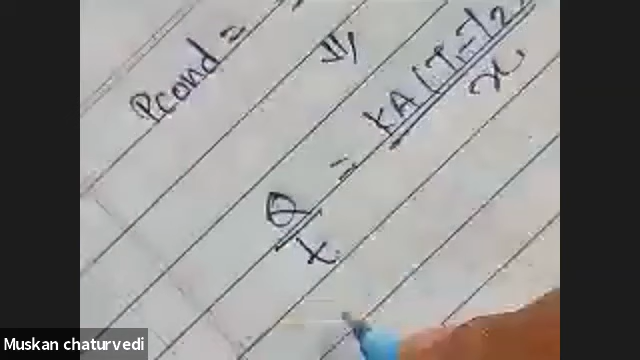 Pcond =
Q/t = KA(T1-T2)/x
Muskan chaturvedi